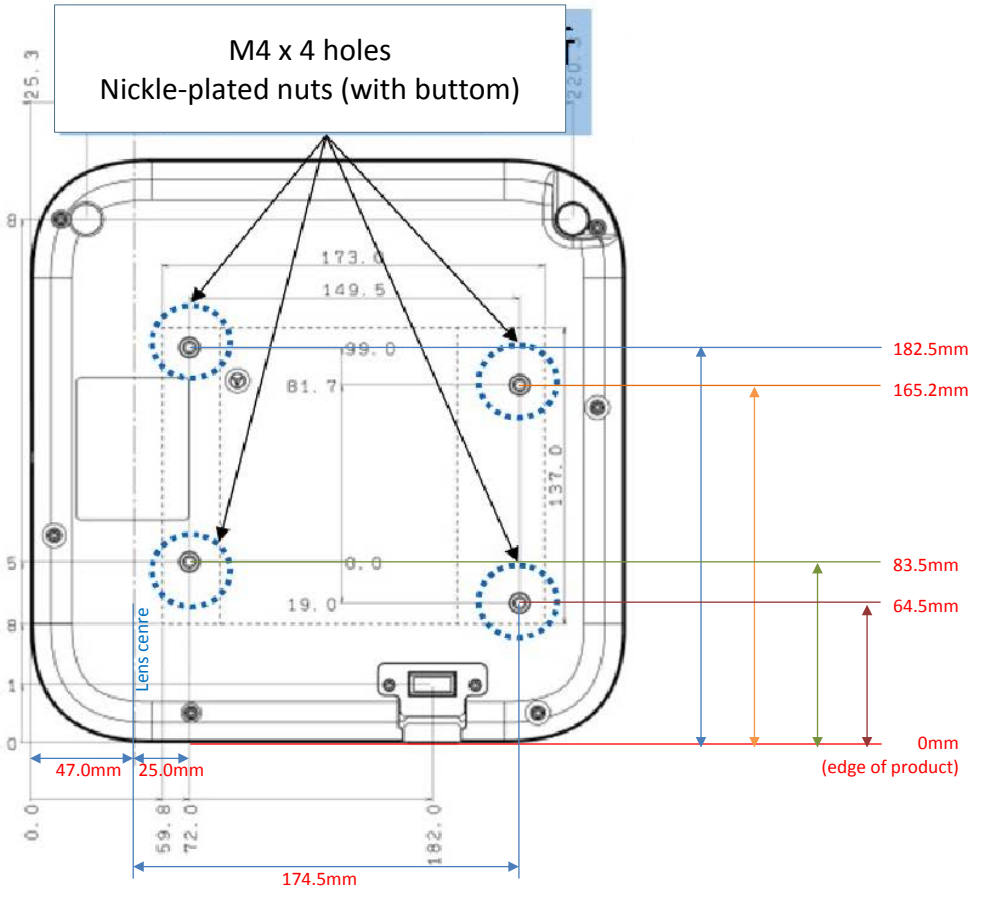 M4 x 4 holes
Nickle-plated nuts (with buttom)
25.3
220.3
173.0
149.5
99.0
182.5mm
81.7
165.2mm
137.0
0.0
83.5mm
19.0
64.5mm
Lens cenre
0mm
(edge of product)
47.0mm
25.0mm
0.0
59.8
72.0
182.0
174.5mm